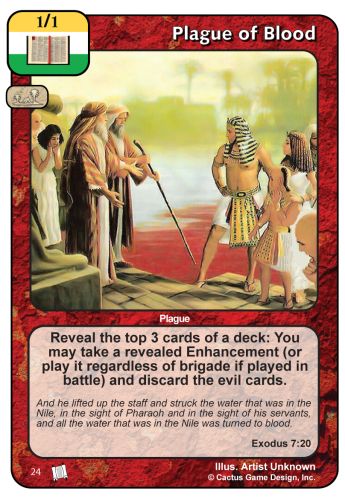 1/1
Plague of Blood
Plague
Reveal the top 3 cards of a deck: You
may take a revealed Enhancement (or
play it regardless of brigade if played in
battle) and discard the evil cards.
And he lifted up the staff and struck the water that was in the
Nile, in the sight of Pharaoh and in the sight of his servants,
and all the water that was in the Nile was turned to blood.
Exodus 7:20
24
Illus. Artist Unknown
© Cactus Game Design, Inc.